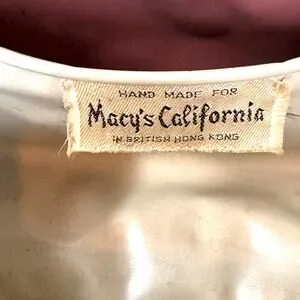 HAND MADE FOR
Macy's California
IN BRITISH HONG KONG